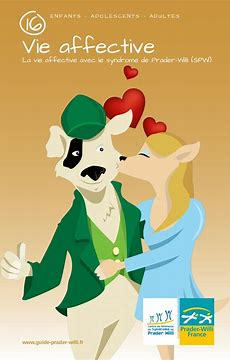 16
ENFANTS - ADOLESCENTS - ADULTES
Vie affective
La vie affective avec le syndrome de Prader-Willi (SPW)
www.guide-prader-willi.fr
Prader-Willi
France